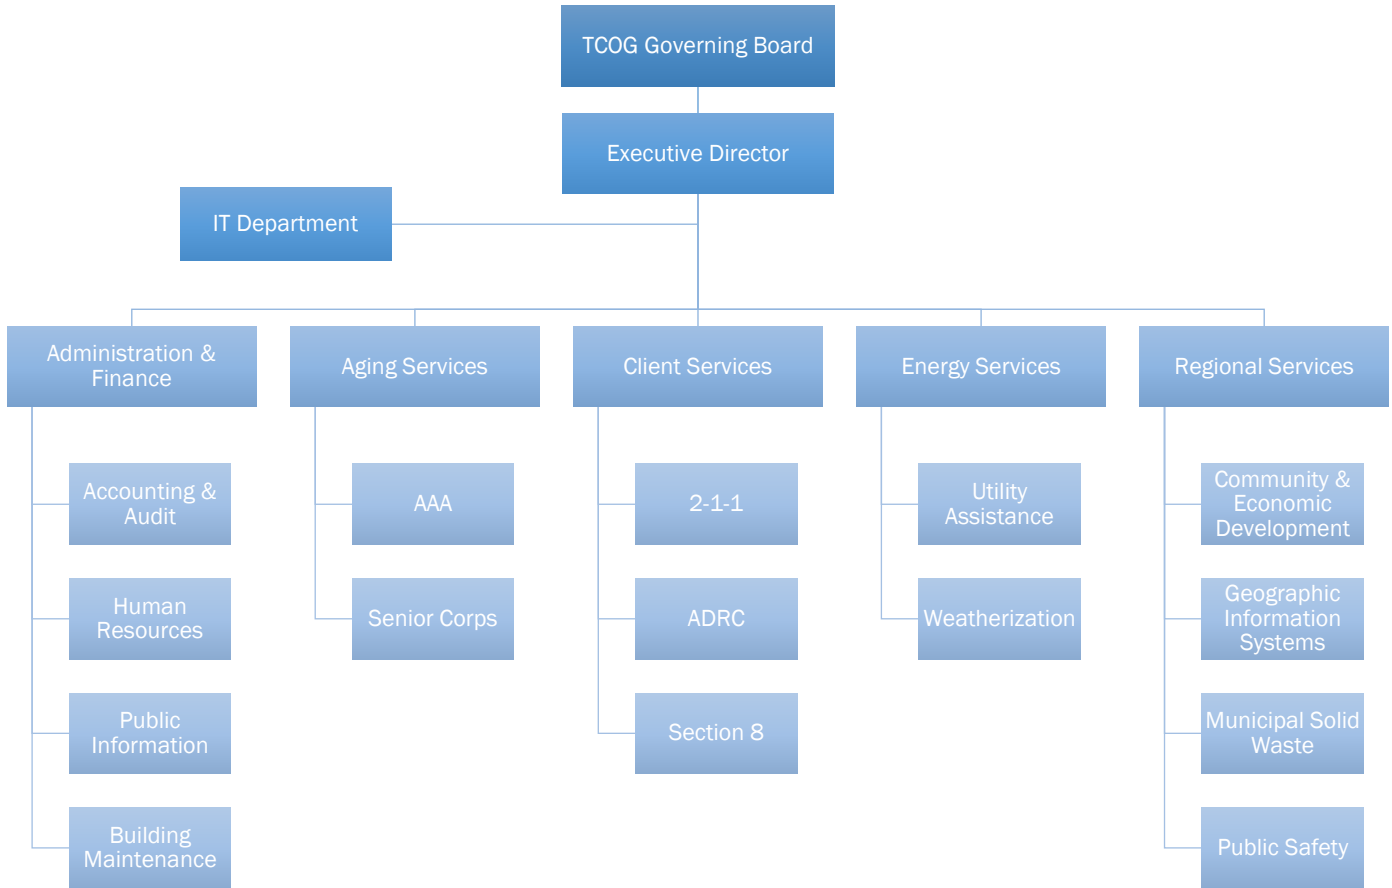 TCOG Governing Board
Executive Director
IT Department
Administration &
Finance
Aging Services
Client Services
Energy Services
Regional Services
Accounting &
Audit
Human
Resources
Public
Information
Building
Maintenance
AAA
Senior Corps
2-1-1
ADRC
Section 8
Utility
Assistance
Weatherization
Community &
Economic
Development
Geographic
Information
Systems
Municipal Solid
Waste
Public Safety